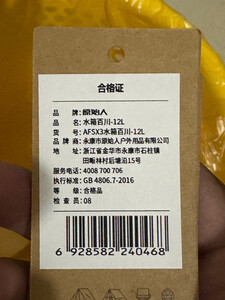 合格证
品 牌:原始人
品 名:水箱百川-12L
货 号:AFSX3水箱百川-12L
品 牌 商:永康市原始人户外用品有限公司
地 址:浙江省金华市永康市石柱镇
田畈林村后塘沿15号
服务电话:4008 700 706
执行标准:GB 4806.7-2016
等 级:合格品
检 查 员:08
6 928582 240468